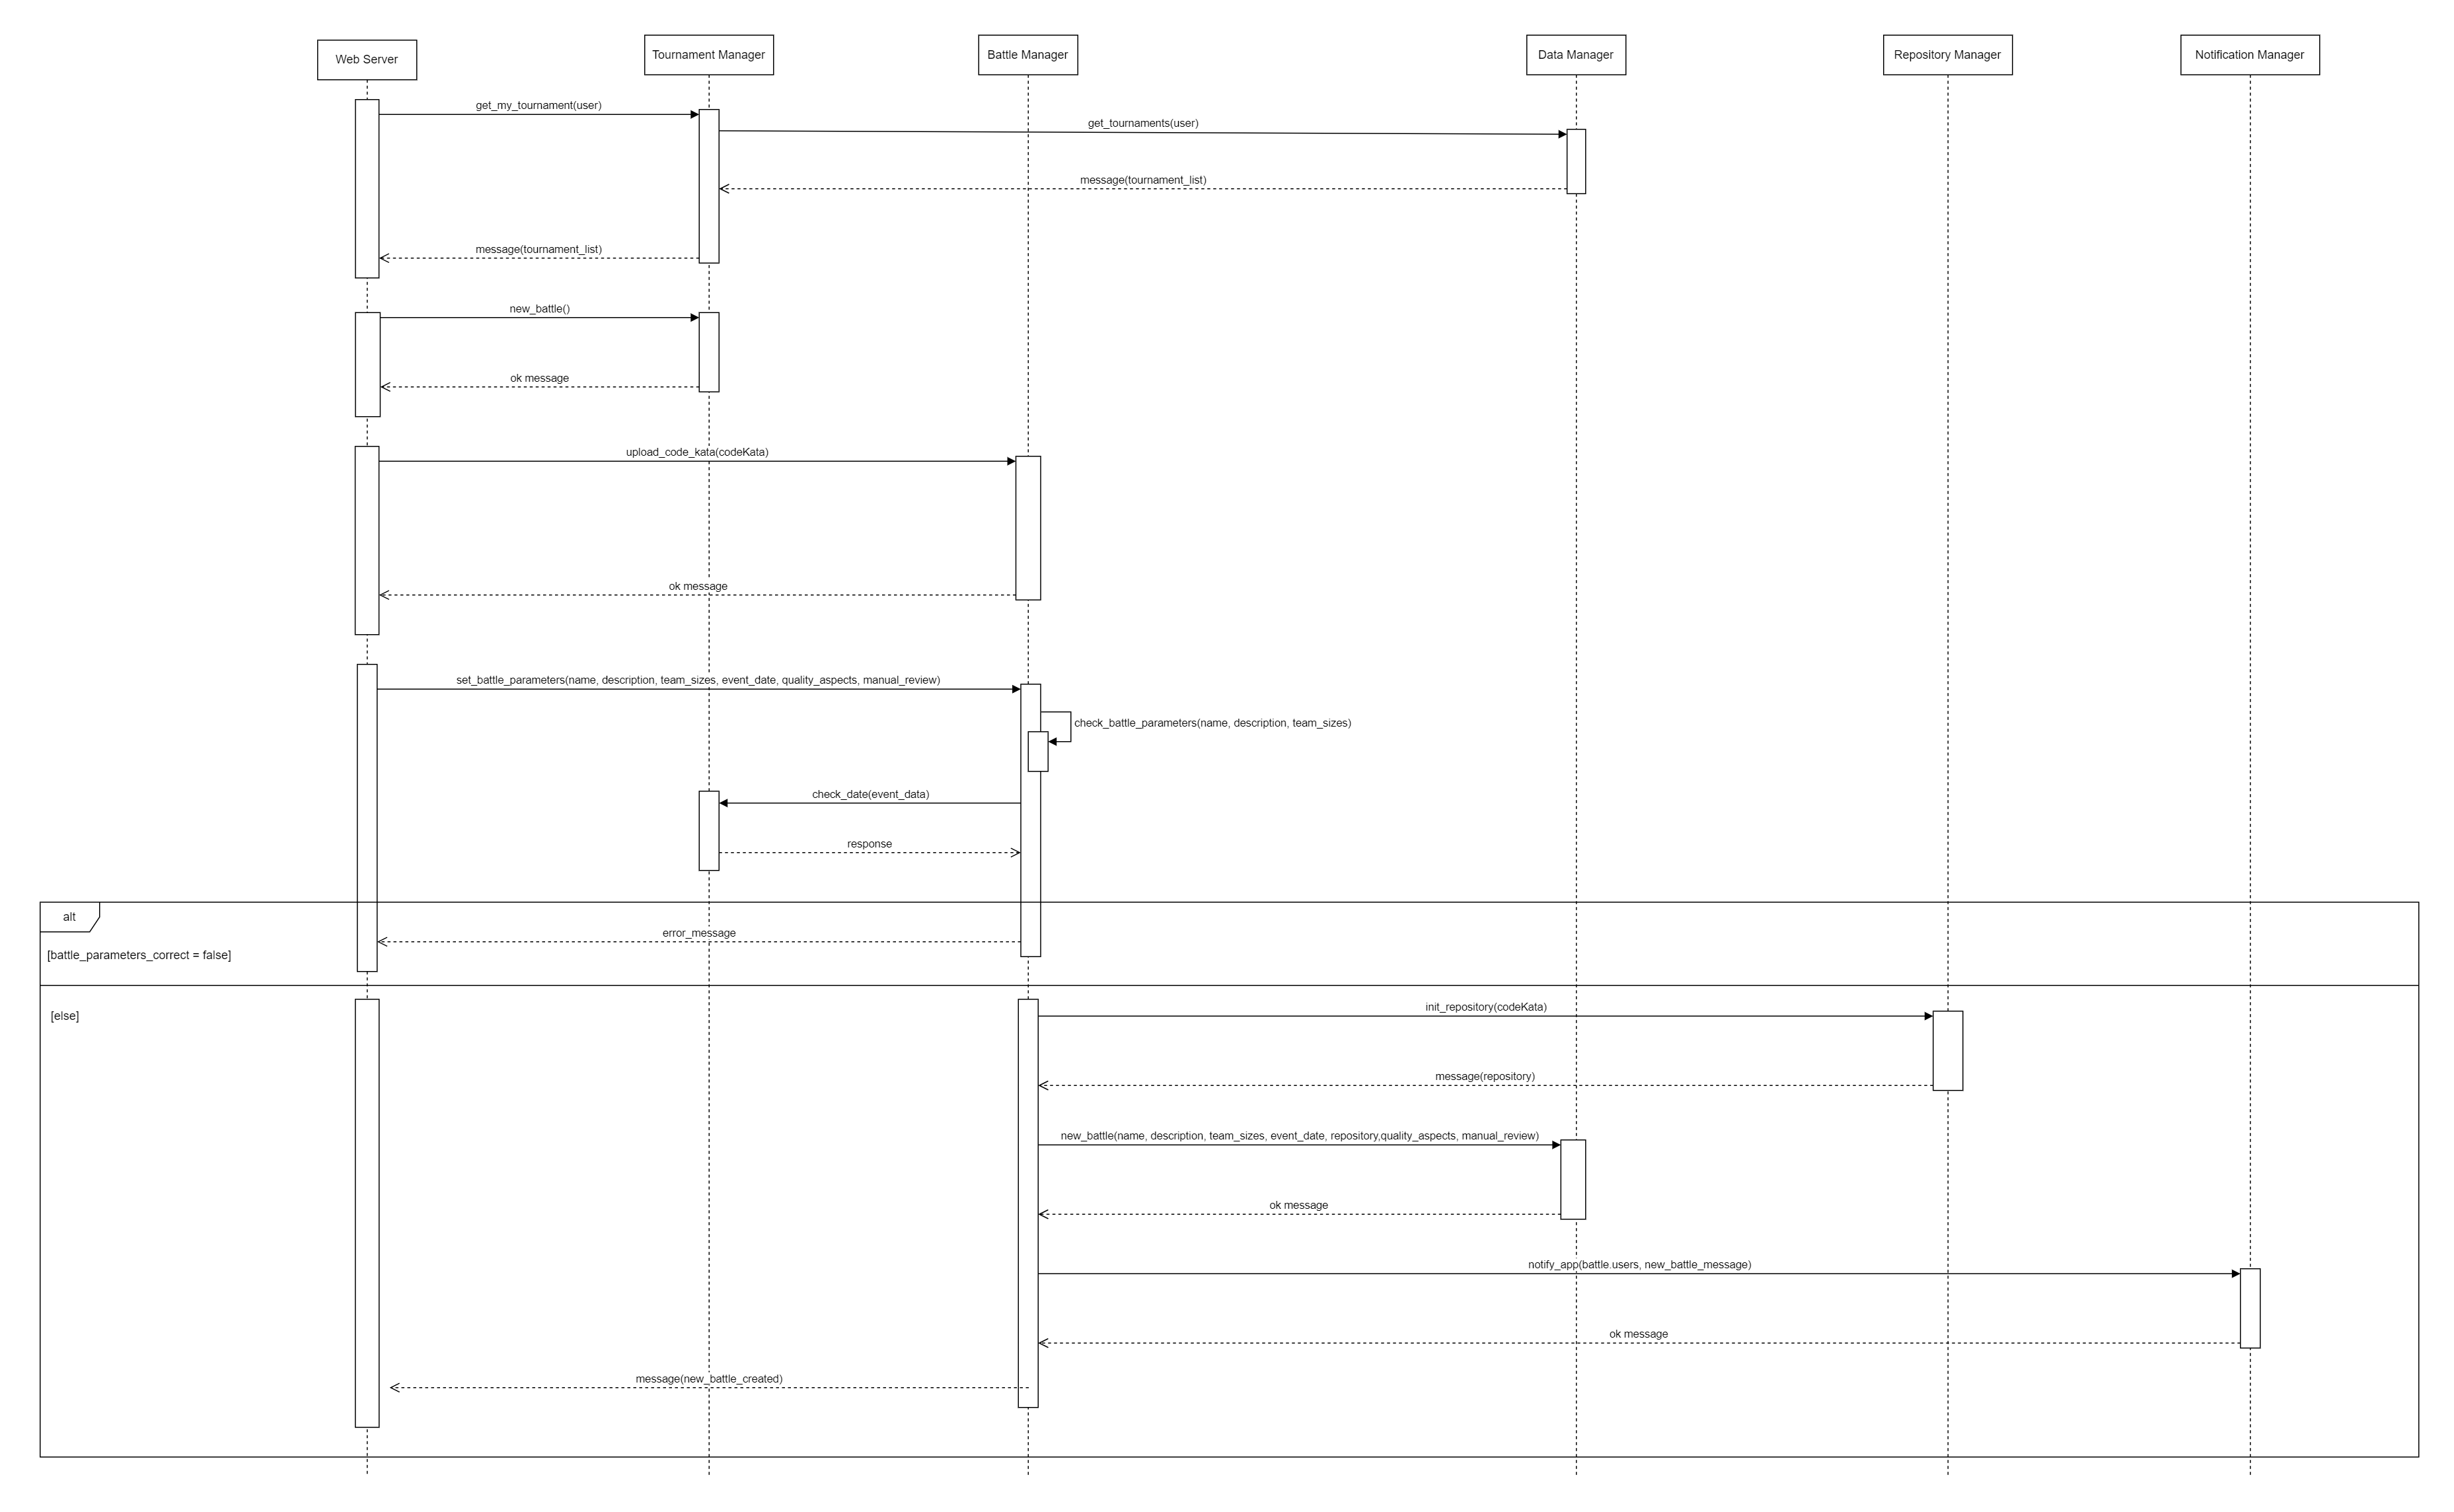 Web Server
Tournament Manager
Battle Manager
Data Manager
Repository Manager
Notification Manager
get_my_tournament(user)
get_tournaments(user)
message(tournament_list)
message(tournament_list)
new_battle()
ok message
upload_code_kata(codeKata)
ok message
set_battle_parameters(name, description, team_sizes, event_date, quality_aspects, manual_review)
check_battle_parameters(name, description, team_sizes)
check_date(event_data)
response
alt
error_message
[battle_parameters_correct = false]
init_repository(codeKata)
[else]
message(repository)
new_battle(name, description, team_sizes, event_date, repository,quality_aspects, manual_review)
ok message
notify_app(battle.users, new_battle_message)
ok message
message(new_battle_created)